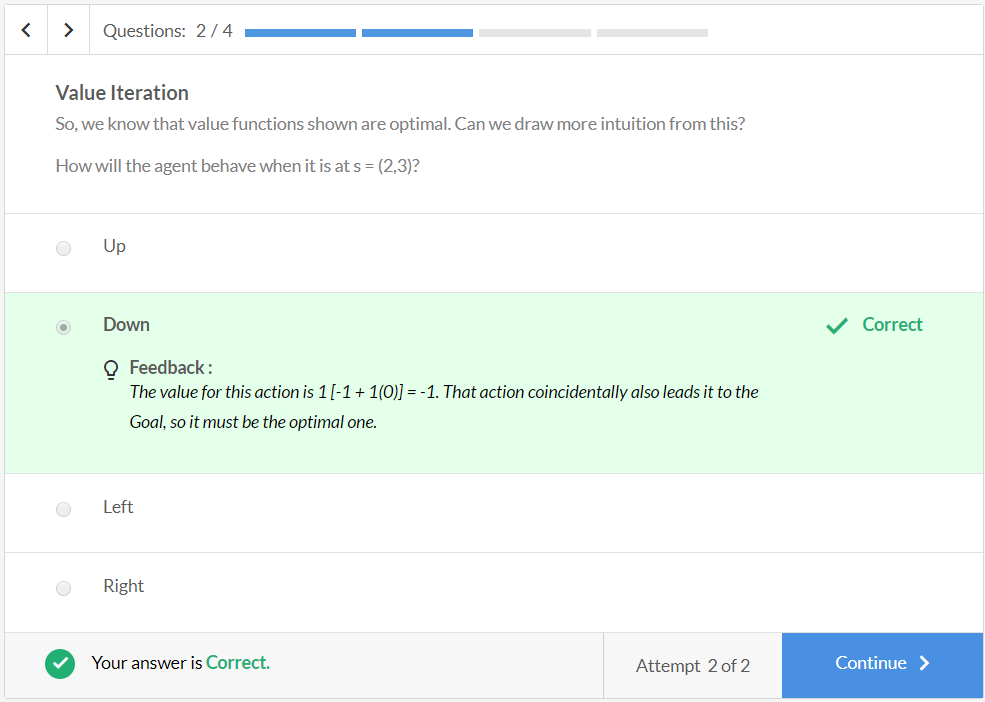 Questions: 2 / 4
Value Iteration
So, we know that value functions shown are optimal. Can we draw more intuition from this?
How will the agent behave when it is at s = (2,3)?
Up
Down
Correct
Feedback :
The value for this action is 1 [-1 + 1(0)] = -1. That action coincidentally also leads it to the
Goal, so it must be the optimal one.
Left
Right
Your answer is Correct.
Attempt 2 of 2
Continue